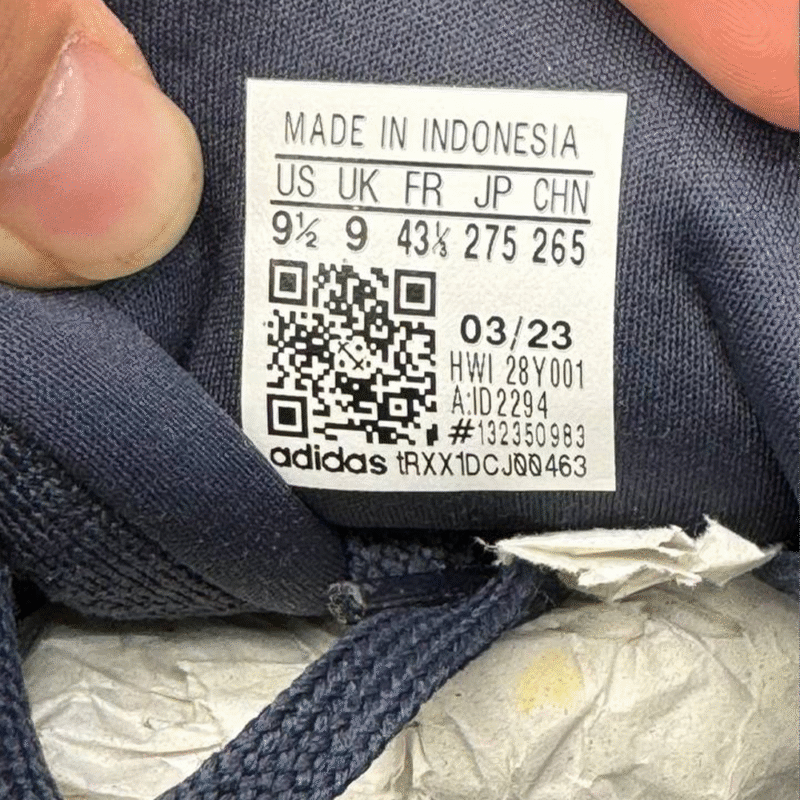 MADE IN INDONESIA
US UK FR JP CHN
9½ 9 43⅓ 275 265
03/23
HWI 28Y001
A:ID2294
#132350983
adidas tRXX1DCJ00463